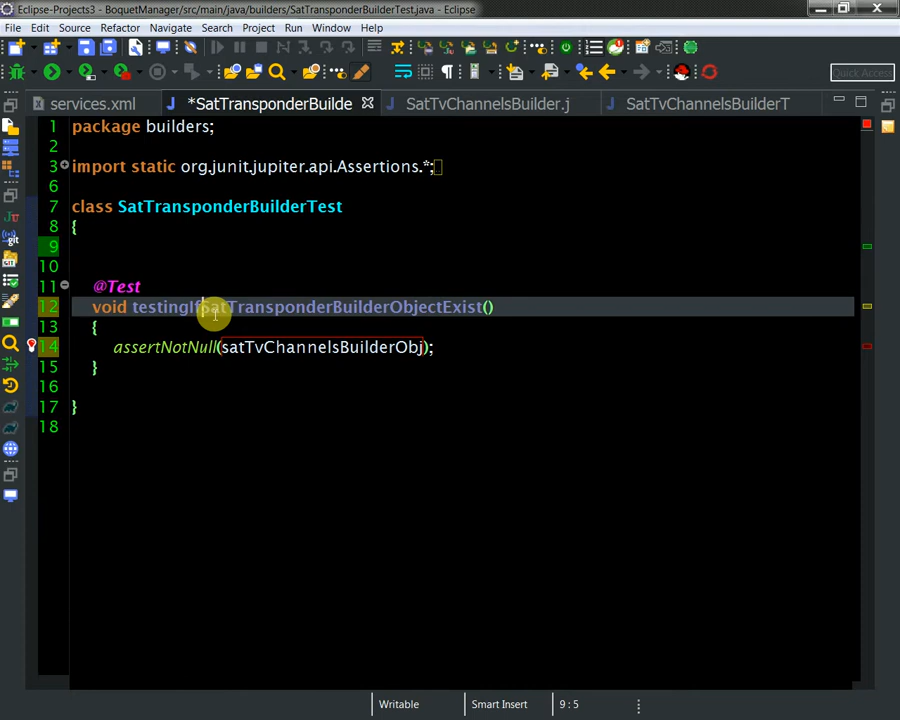 Eclipse-Projects3 - BoquetManager/src/main/java/builders/SatTransponderBuilderTest.java - Eclipse
File Edit Source Refactor Navigate Search Project Run Window Help
Quick Access
services.xml *SatTransponderBuilde SatTvChannelsBuilder.j SatTvChannelsBuilderT
1 package builders;
2
3 import static org.junit.jupiter.api.Assertions.*;
6
7 class SatTransponderBuilderTest
8 {
9
10
11 @Test
12 void testingIfSatTransponderBuilderObjectExist()
13 {
14 assertNotNull(satTvChannelsBuilderObj);
15 }
16
17 }
18
Writable Smart Insert 9 : 5